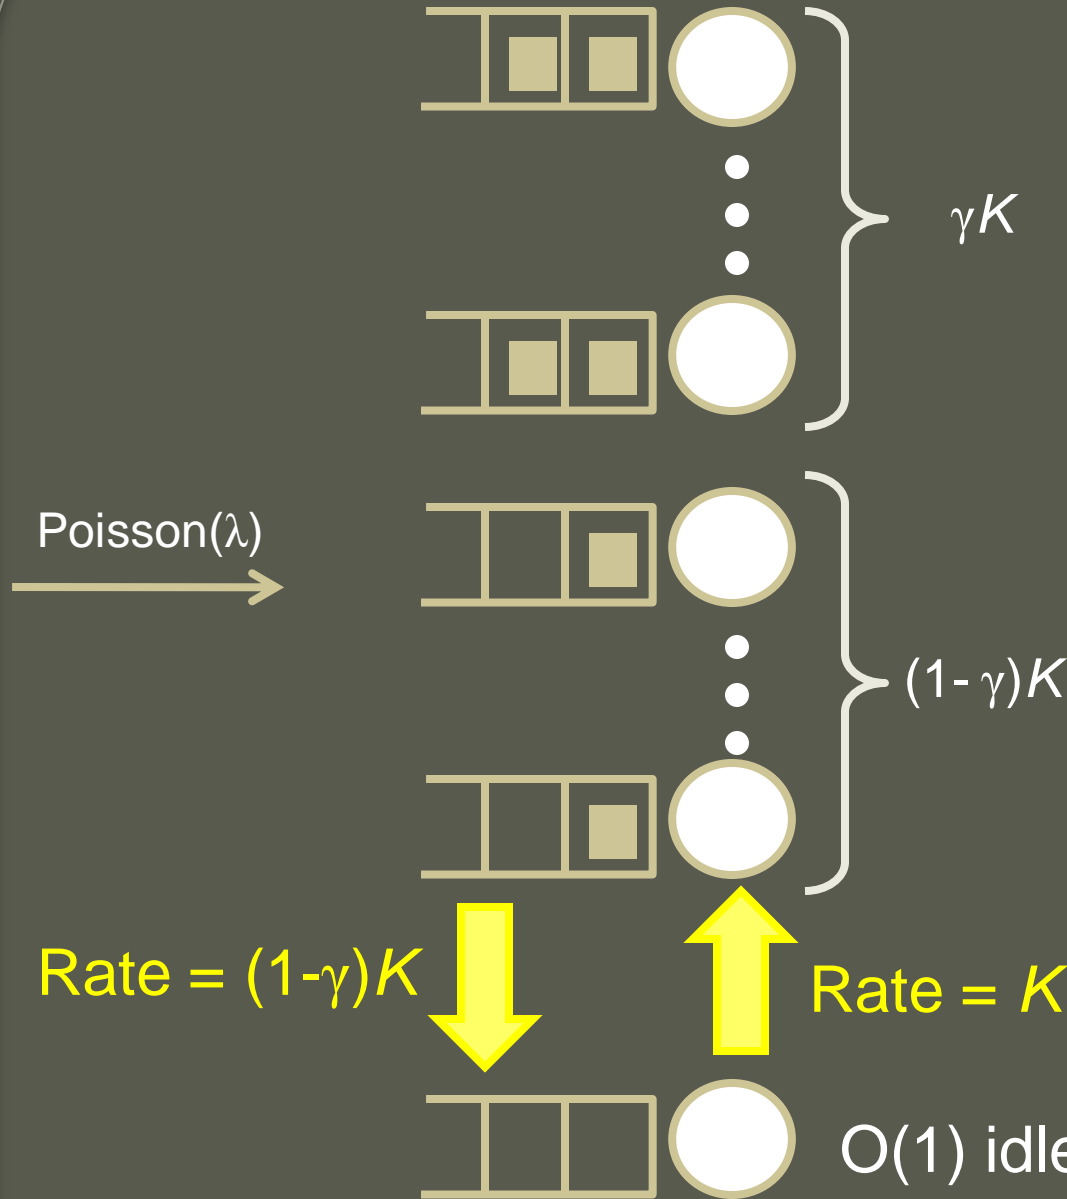 γK
Poisson(λ)
(1- γ)K
Rate = (1-γ)K
Rate = K
O(1) idle